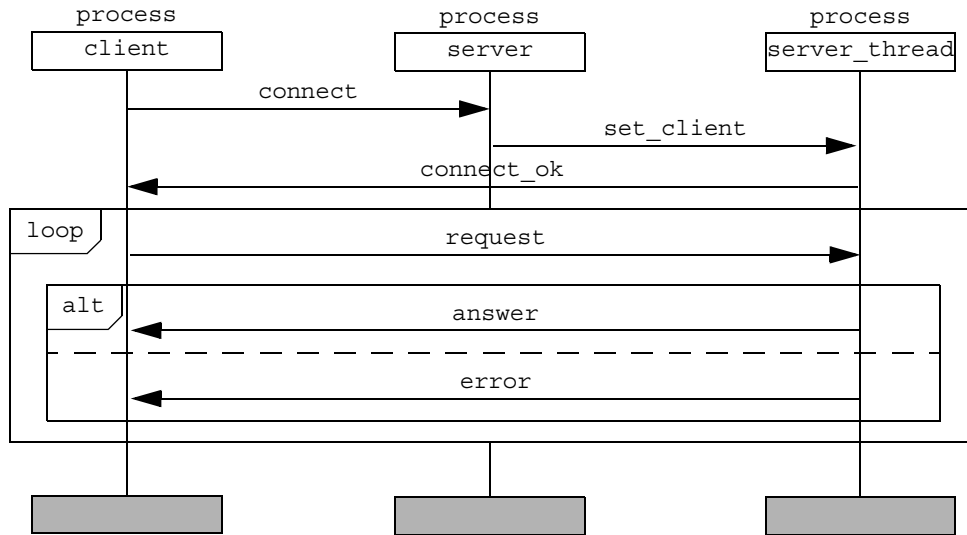 process process process
client server server_thread
connect
set_client
connect_ok
loop
request
alt
answer
error